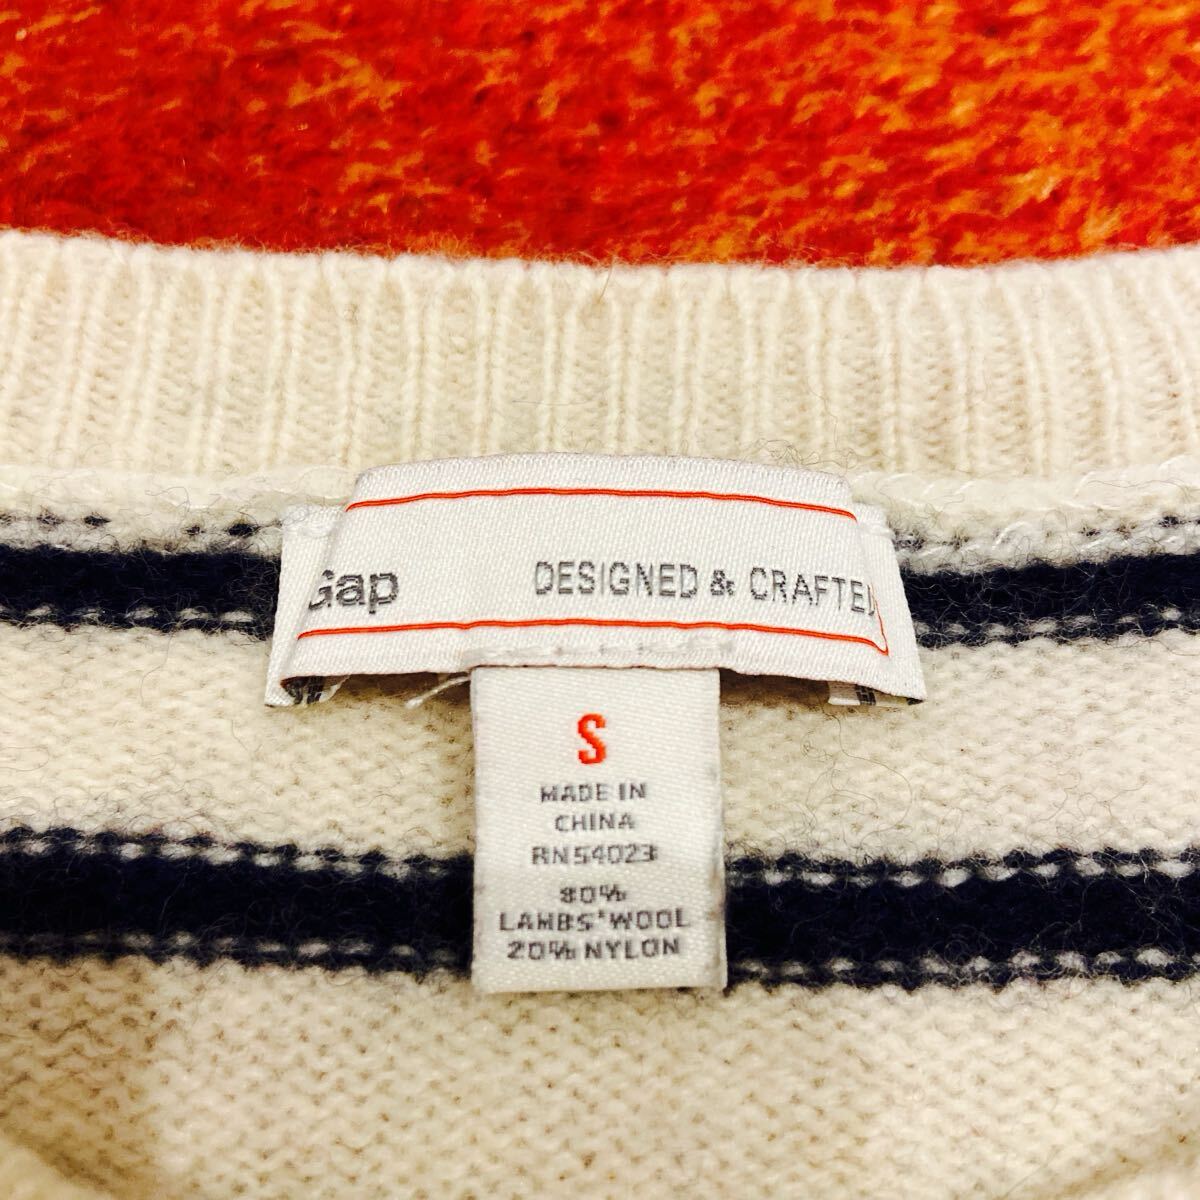 Gap DESIGNED & CRAFTED
S
MADE IN
CHINA
RN54023
80%
LAMBS' WOOL
20% NYLON